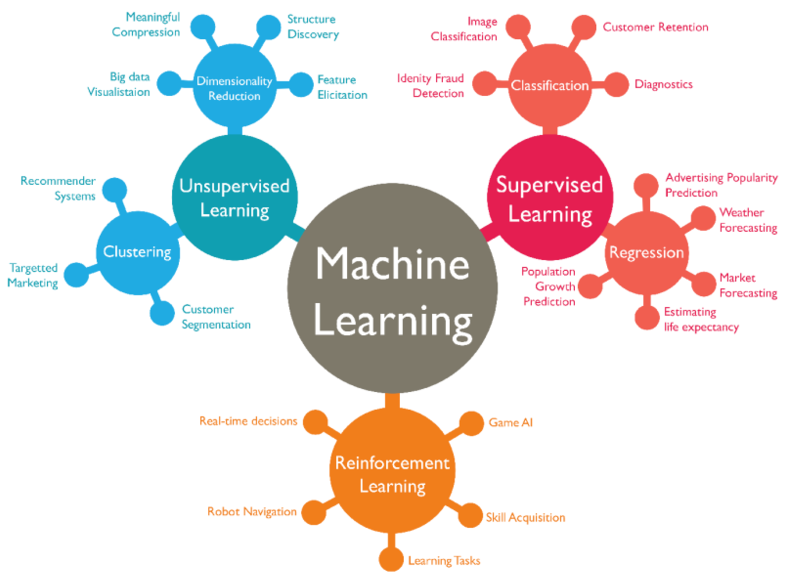 Meaningful
Compression
Structure
Discovery
Big data
Visualistaion
Dimensionality
Reduction
Feature
Elicitation
Unsupervised
Learning
Recommender
Systems
Clustering
Targetted
Marketing
Customer
Segmentation
Image
Classification
Customer Retention
Idenity Fraud
Detection
Classification
Diagnostics
Supervised
Learning
Advertising Popularity
Prediction
Weather
Forecasting
Regression
Population
Growth
Prediction
Market
Forecasting
Estimating
life expectancy
Machine
Learning
Real-time decisions
Game AI
Reinforcement
Learning
Robot Navigation
Skill Acquisition
Learning Tasks